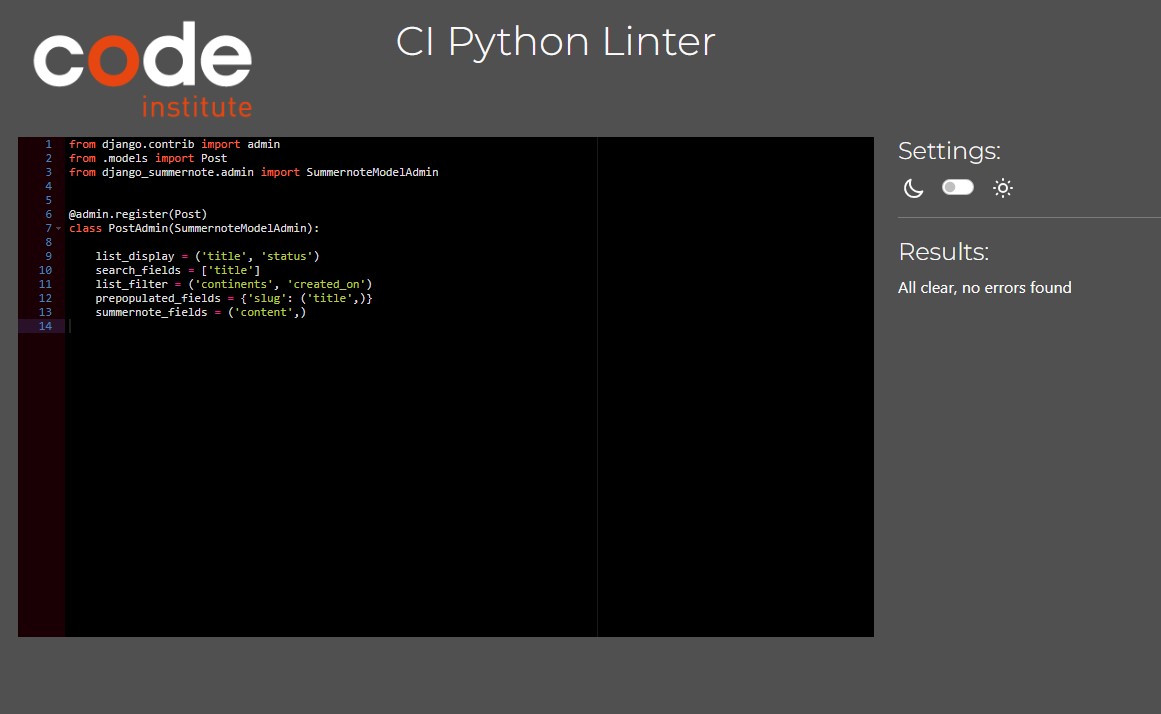 code
institute
CI Python Linter
1 from django.contrib import admin
2 from .models import Post
3 from django_summernote.admin import SummernoteModelAdmin
4
5
6 @admin.register(Post)
7 class PostAdmin(SummernoteModelAdmin):
8
9     list_display = ('title', 'status')
10     search_fields = ['title']
11     list_filter = ('continents', 'created_on')
12     prepopulated_fields = {'slug': ('title',)}
13     summernote_fields = ('content',)
14
Settings:
Results:
All clear, no errors found